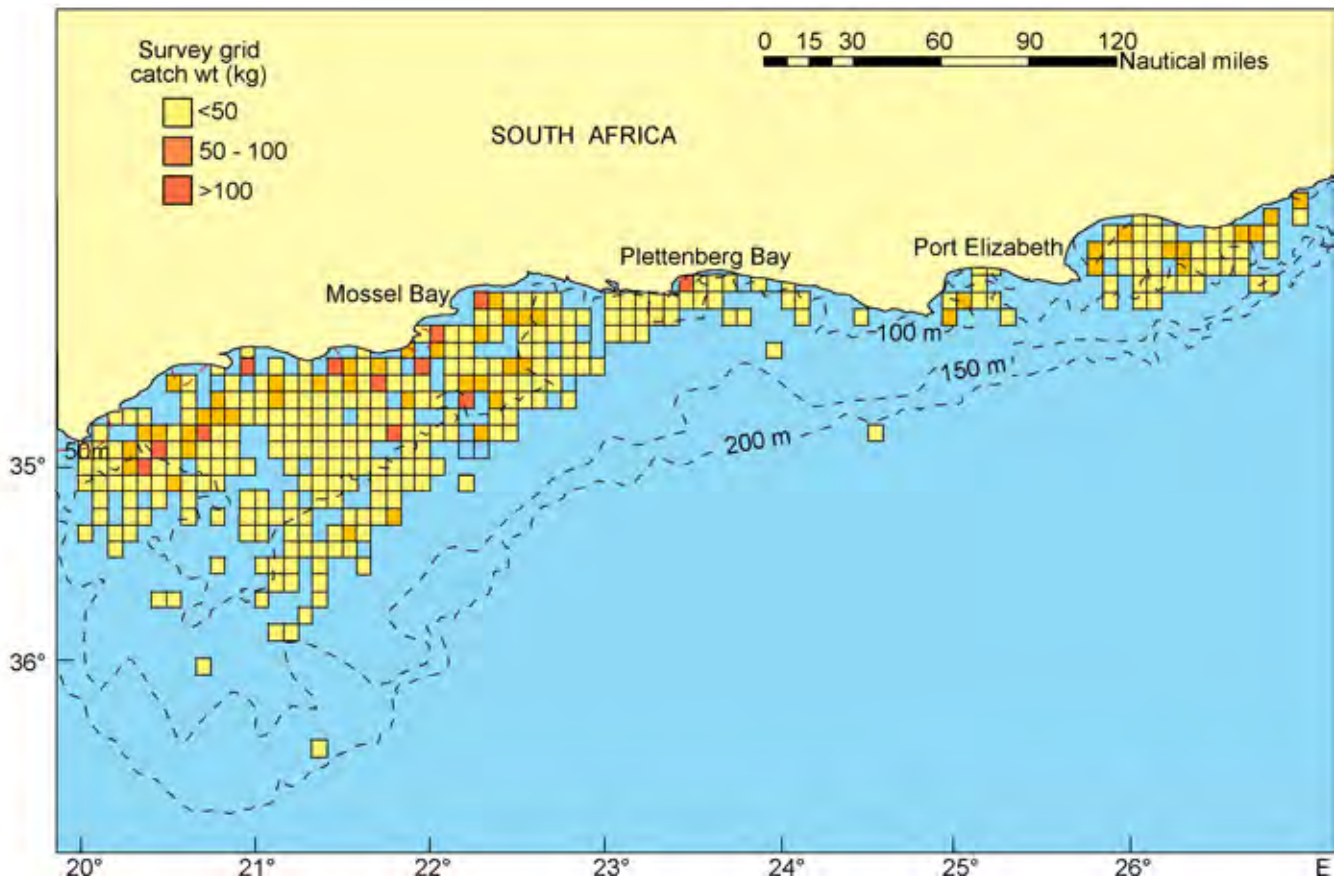 Survey grid
catch wt (kg)
<50
50 - 100
>100
0 15 30 60 90 120
Nautical miles
SOUTH AFRICA
Port Elizabeth
Plettenberg Bay
Mossel Bay
100 m
150 m
200 m
50m
35°
36°
20° 21° 22° 23° 24° 25° 26° E